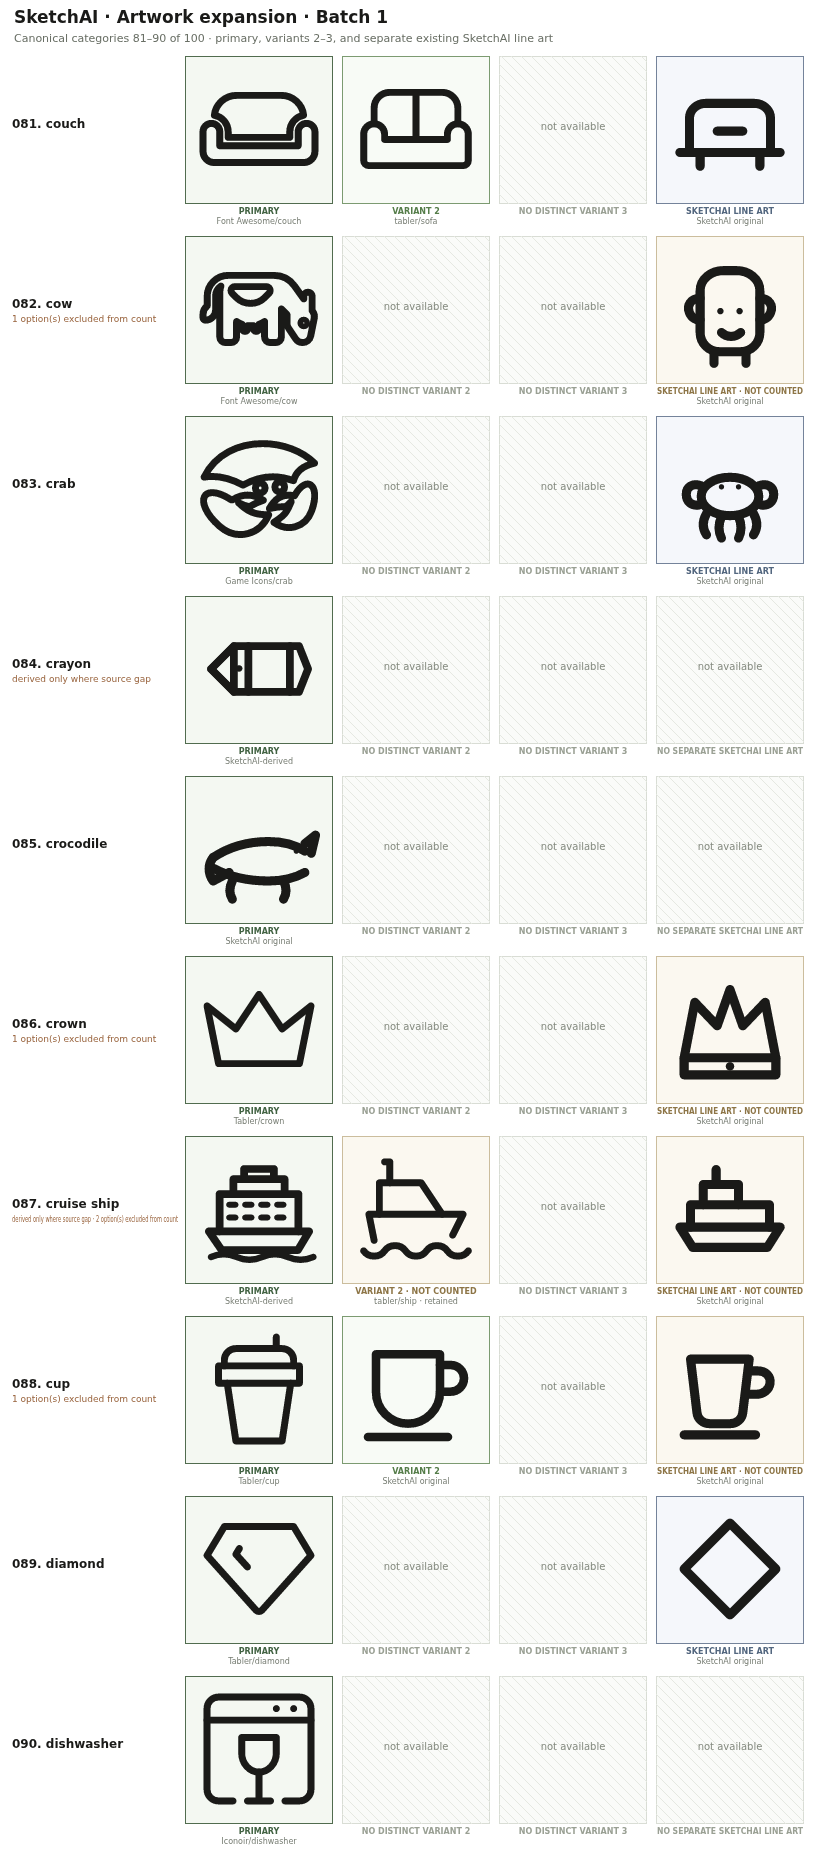 SketchAI · Artwork expansion · Batch 1
Canonical categories 81–90 of 100 · primary, variants 2–3, and separate existing SketchAI line art
081. couch
not available
PRIMARY
VARIANT 2
NO DISTINCT VARIANT 3
SKETCHAI LINE ART
Font Awesome/couch
tabler/sofa
SketchAI original
082. cow
1 option(s) excluded from count
not available
not available
PRIMARY
NO DISTINCT VARIANT 2
NO DISTINCT VARIANT 3
SKETCHAI LINE ART · NOT COUNTED
Font Awesome/cow
SketchAI original
083. crab
not available
not available
PRIMARY
NO DISTINCT VARIANT 2
NO DISTINCT VARIANT 3
SKETCHAI LINE ART
Game Icons/crab
SketchAI original
084. crayon
derived only where source gap
not available
not available
not available
PRIMARY
NO DISTINCT VARIANT 2
NO DISTINCT VARIANT 3
NO SEPARATE SKETCHAI LINE ART
SketchAI-derived
085. crocodile
not available
not available
not available
PRIMARY
NO DISTINCT VARIANT 2
NO DISTINCT VARIANT 3
NO SEPARATE SKETCHAI LINE ART
SketchAI original
086. crown
1 option(s) excluded from count
not available
not available
PRIMARY
NO DISTINCT VARIANT 2
NO DISTINCT VARIANT 3
SKETCHAI LINE ART · NOT COUNTED
Tabler/crown
SketchAI original
087. cruise ship
derived only where source gap · 2 option(s) excluded from count
not available
PRIMARY
VARIANT 2 · NOT COUNTED
NO DISTINCT VARIANT 3
SKETCHAI LINE ART · NOT COUNTED
SketchAI-derived
tabler/ship · retained
SketchAI original
088. cup
1 option(s) excluded from count
not available
PRIMARY
VARIANT 2
NO DISTINCT VARIANT 3
SKETCHAI LINE ART · NOT COUNTED
Tabler/cup
SketchAI original
SketchAI original
089. diamond
not available
not available
PRIMARY
NO DISTINCT VARIANT 2
NO DISTINCT VARIANT 3
SKETCHAI LINE ART
Tabler/diamond
SketchAI original
090. dishwasher
not available
not available
not available
PRIMARY
NO DISTINCT VARIANT 2
NO DISTINCT VARIANT 3
NO SEPARATE SKETCHAI LINE ART
Iconoir/dishwasher